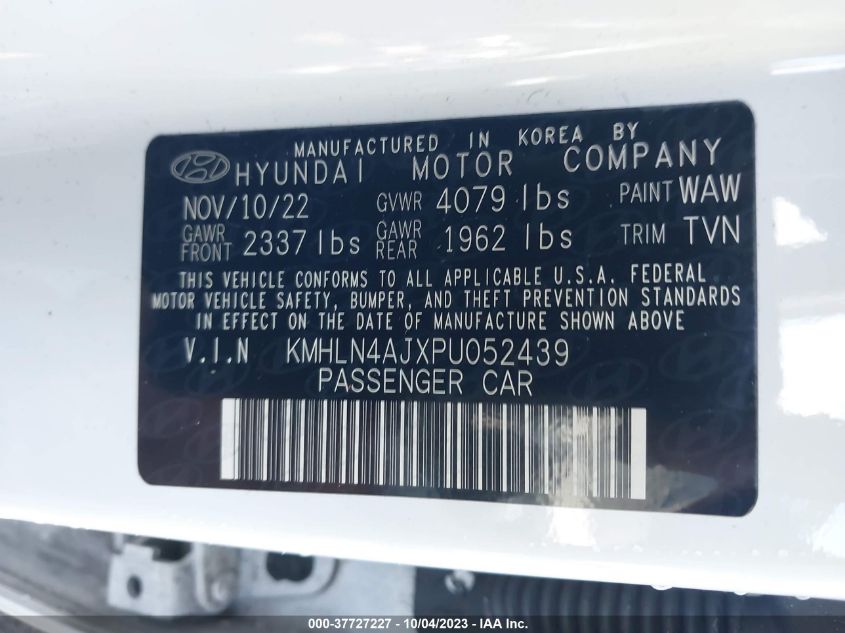 MANUFACTURED IN KOREA BY
HYUNDAI MOTOR COMPANY
NOV/10/22 GVWR 4079 lbs PAINT WAW
GAWR FRONT 2337 lbs GAWR REAR 1962 lbs TRIM TVN
THIS VEHICLE CONFORMS TO ALL APPLICABLE U.S.A. FEDERAL
MOTOR VEHICLE SAFETY, BUMPER, AND THEFT PREVENTION STANDARDS
IN EFFECT ON THE DATE OF MANUFACTURE SHOWN ABOVE
V.I.N KMHLN4AJXPU052439
PASSENGER CAR
000-37727227 - 10/04/2023 - IAA Inc.